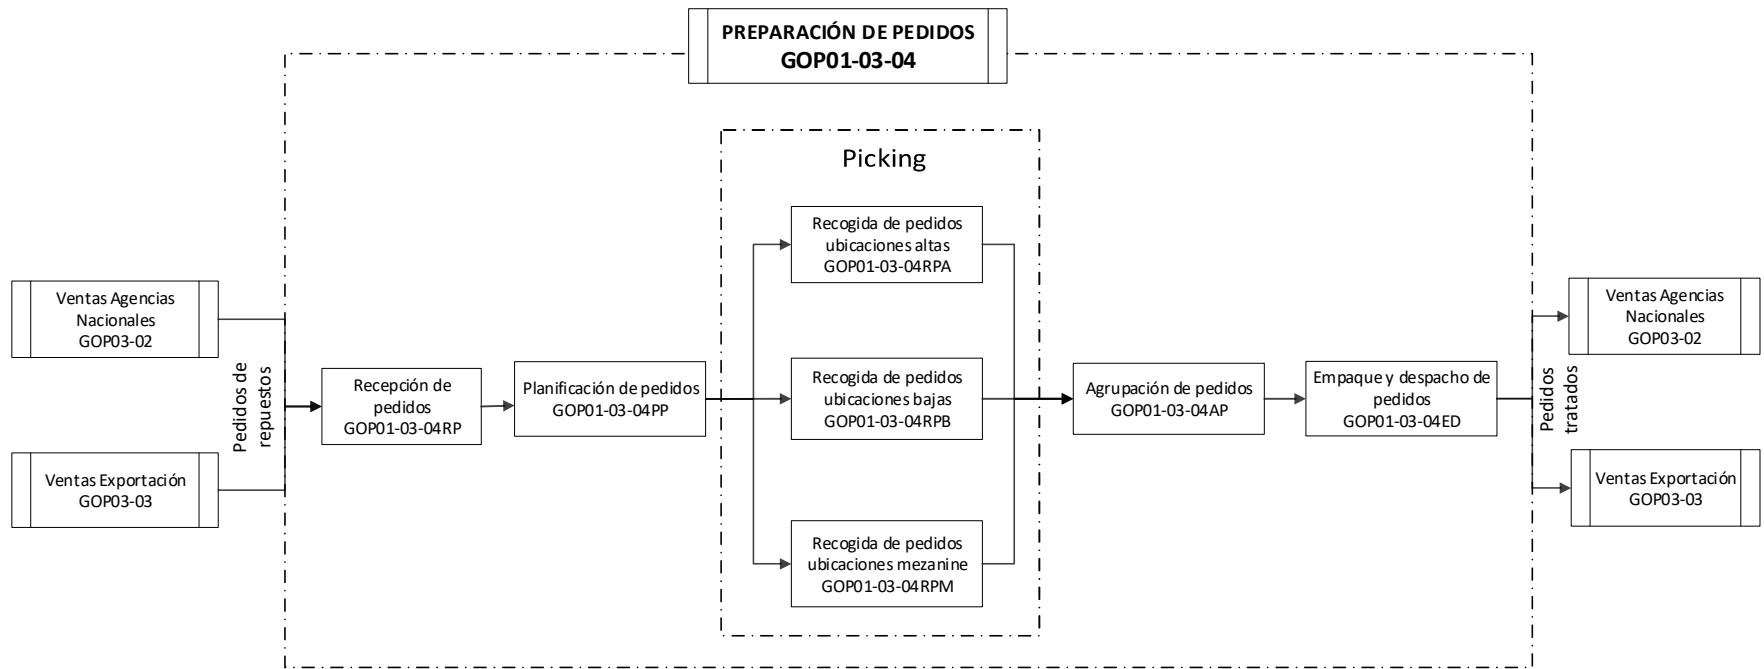 PREPARACIÓN DE PEDIDOS
GOP01-03-04
Picking
Ventas Agencias
Nacionales
GOP03-02
Ventas Exportación
GOP03-03
Pedidos de
repuestos
Recepción de
pedidos
GOP01-03-04RP
Planificación de pedidos
GOP01-03-04PP
Recogida de pedidos
ubicaciones altas
GOP01-03-04RPA
Recogida de pedidos
ubicaciones bajas
GOP01-03-04RPB
Recogida de pedidos
ubicaciones mezanine
GOP01-03-04RPM
Agrupación de pedidos
GOP01-03-04AP
Empaque y despacho de
pedidos
GOP01-03-04ED
Pedidos
tratados
Ventas Agencias
Nacionales
GOP03-02
Ventas Exportación
GOP03-03